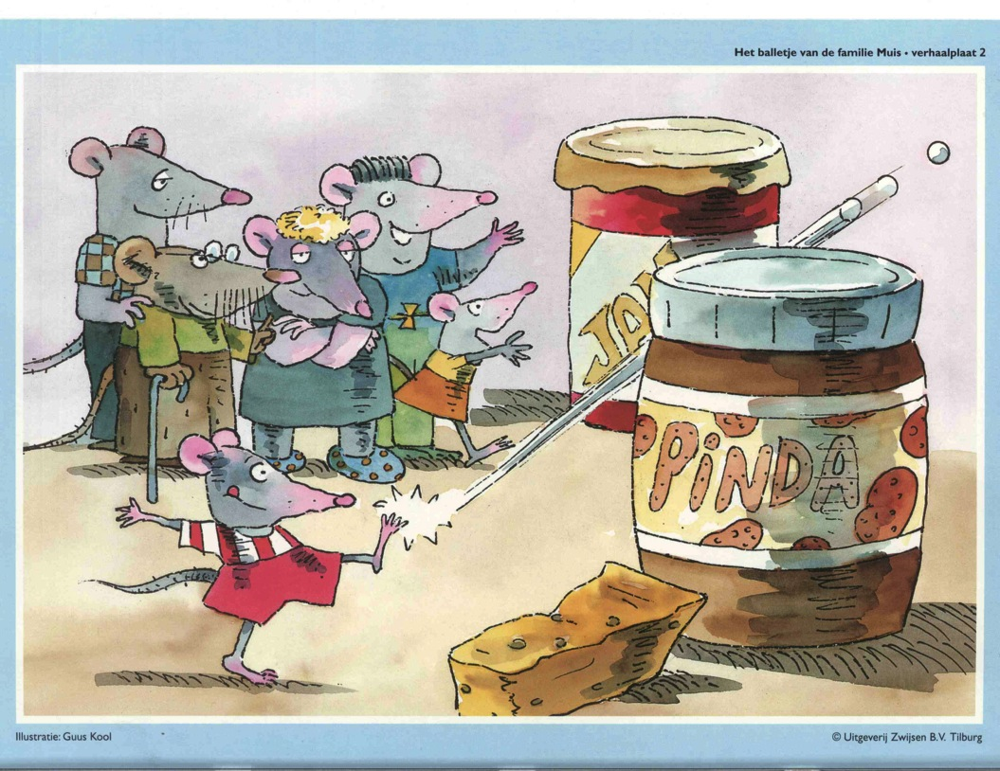 Het balletje van de familie Muis • verhaalplaat 2
JA
PINDA
Illustratie: Guus Kool
© Uitgeverij Zwijsen B.V. Tilburg